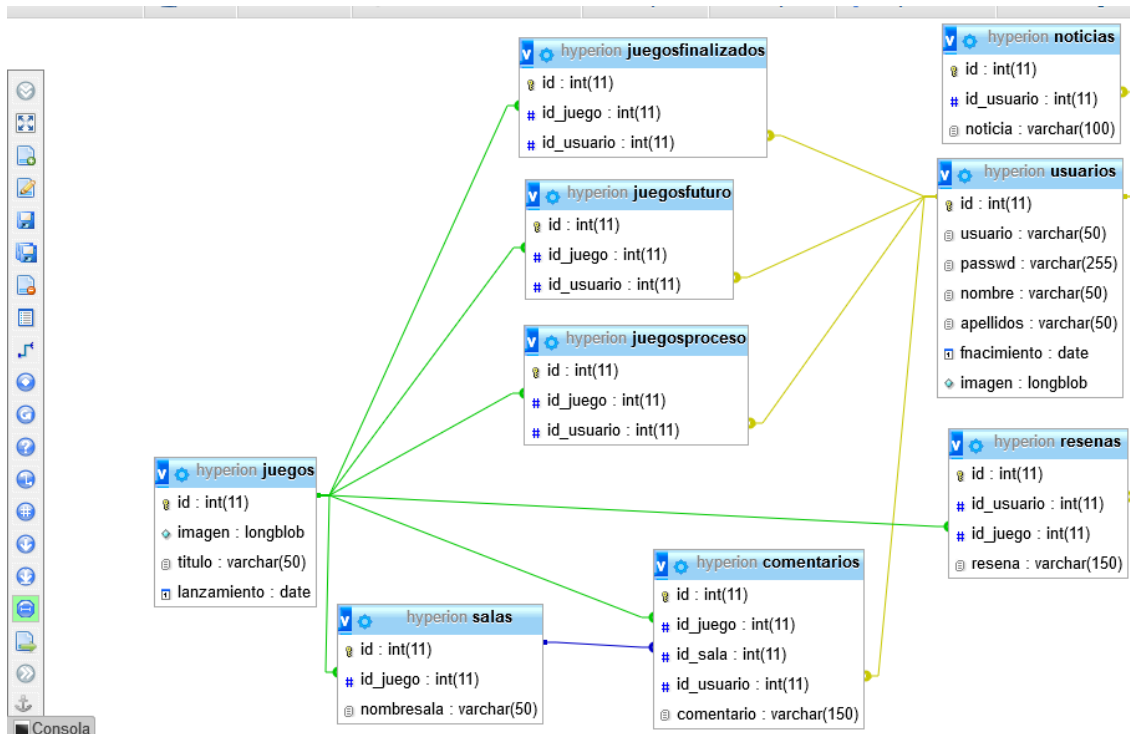 hyperion juegosfinalizados
id : int(11)
id_juego : int(11)
id_usuario : int(11)
hyperion noticias
id : int(11)
id_usuario : int(11)
noticia : varchar(100)
hyperion juegosfuturo
id : int(11)
id_juego : int(11)
id_usuario : int(11)
hyperion usuarios
id : int(11)
usuario : varchar(50)
passwd : varchar(255)
nombre : varchar(50)
apellidos : varchar(50)
fnacimiento : date
imagen : longblob
hyperion juegosproceso
id : int(11)
id_juego : int(11)
id_usuario : int(11)
hyperion juegos
id : int(11)
imagen : longblob
titulo : varchar(50)
lanzamiento : date
hyperion resenas
id : int(11)
id_usuario : int(11)
id_juego : int(11)
resena : varchar(150)
hyperion salas
id : int(11)
id_juego : int(11)
nombresala : varchar(50)
hyperion comentarios
id : int(11)
id_juego : int(11)
id_sala : int(11)
id_usuario : int(11)
comentario : varchar(150)
Consola